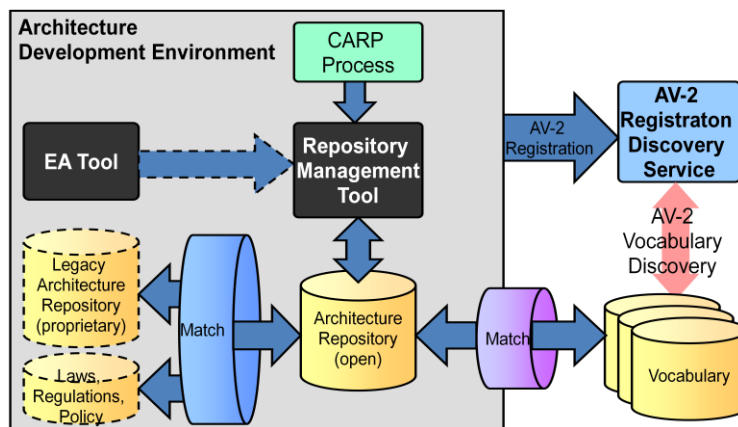 Architecture
Development Environment
CARP
Process
EA Tool
Repository
Management
Tool
AV-2
Registration
AV-2
Registraton
Discovery
Service
AV-2
Vocabulary
Discovery
Legacy
Architecture
Repository
(proprietary)
Match
Architecture
Repository
(open)
Match
Vocabulary
Laws,
Regulations,
Policy